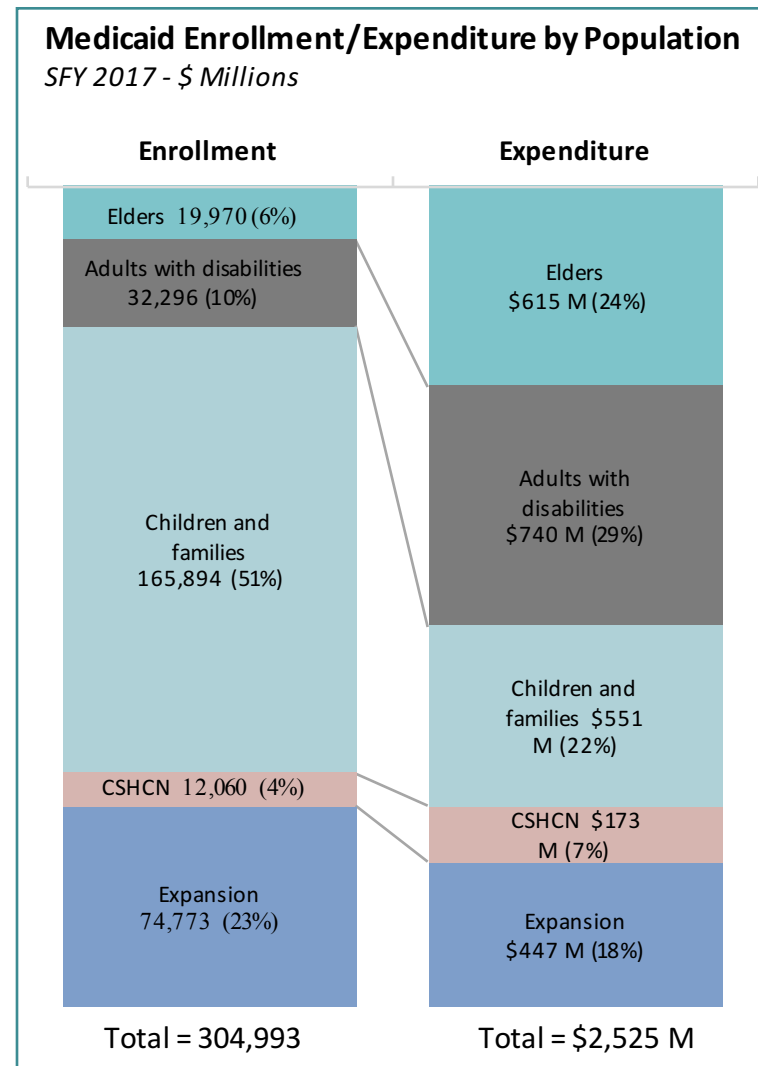 Medicaid Enrollment/Expenditure by Population
SFY 2017 - $ Millions
Enrollment
Expenditure
Elders 19,970 (6%)
Adults with disabilities
32,296 (10%)
Children and
families
165,894 (51%)
CSHCN 12,060 (4%)
Expansion
74,773 (23%)
Total = 304,993
Elders
$615 M (24%)
Adults with
disabilities
$740 M (29%)
Children and
families $551
M (22%)
CSHCN $173
M (7%)
Expansion
$447 M (18%)
Total = $2,525 M